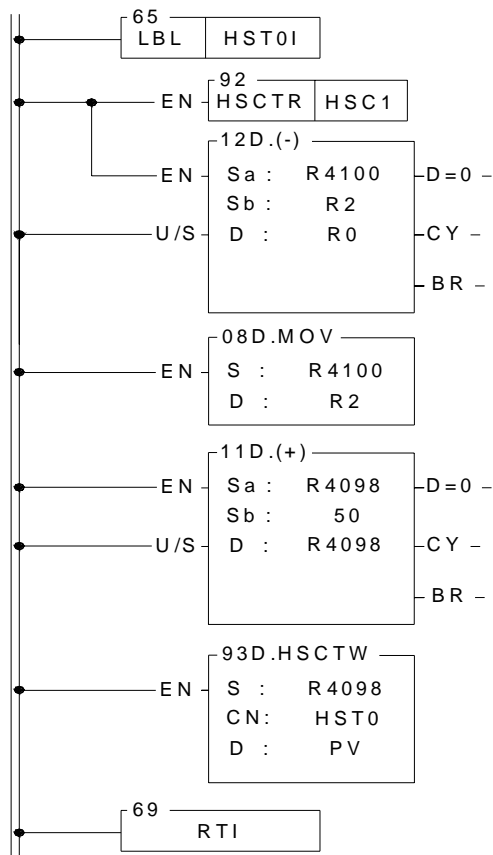 65
LBL HST0I
92
EN HSCTR HSC1
12D.(-)
EN Sa : R4100 D=0
Sb : R2
U/S D : R0 CY
BR
08D.MOV
EN S : R4100
D : R2
11D.(+)
EN Sa : R4098 D=0
Sb : 50
U/S D : R4098 CY
BR
93D.HSCTW
EN S : R4098
CN: HST0
D : PV
69
RTI